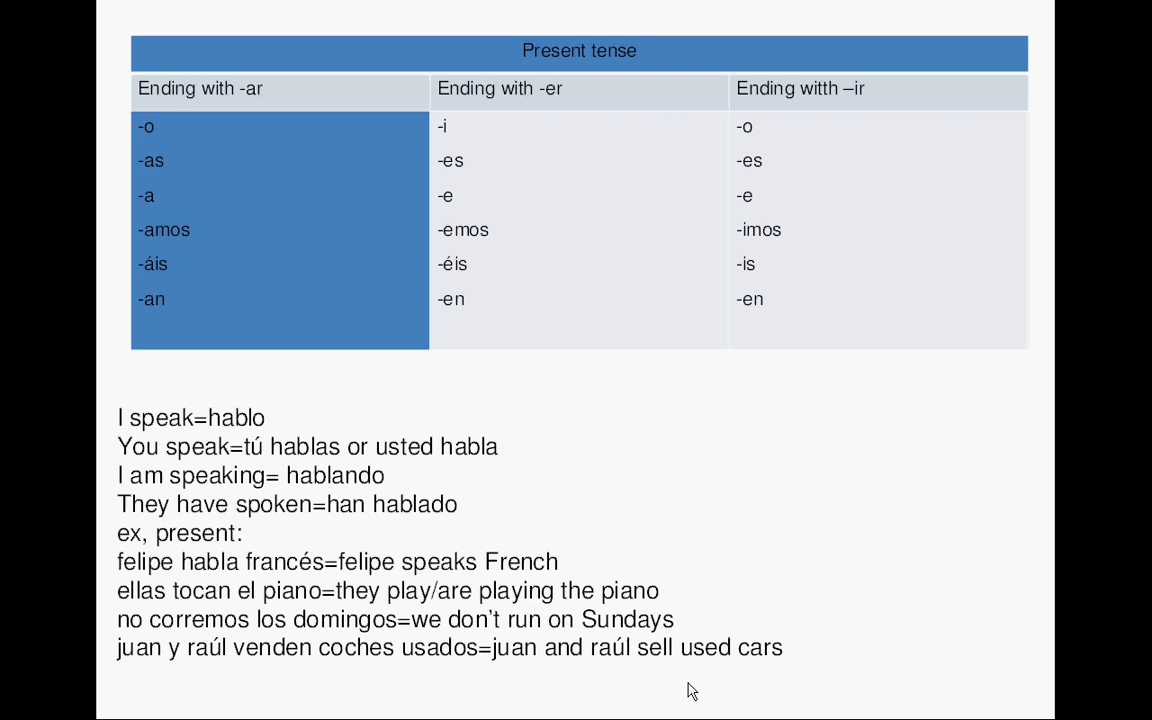 Present tense
Ending with -ar Ending with -er Ending witth –ir
-o -i -o
-as -es -es
-a -e -e
-amos -emos -imos
-áis -éis -is
-an -en -en
I speak=hablo
You speak=tú hablas or usted habla
I am speaking= hablando
They have spoken=han hablado
ex, present:
felipe habla francés=felipe speaks French
ellas tocan el piano=they play/are playing the piano
no corremos los domingos=we don’t run on Sundays
juan y raúl venden coches usados=juan and raúl sell used cars